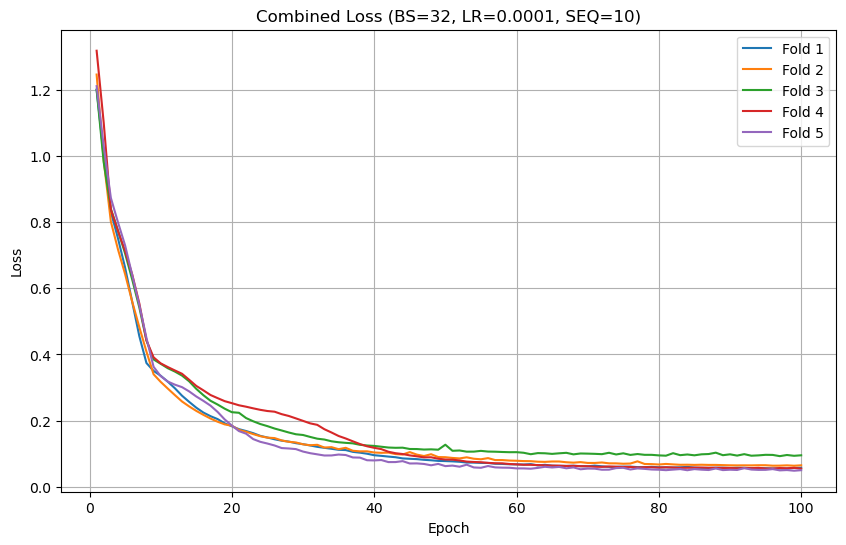 Combined Loss (BS=32, LR=0.0001, SEQ=10)
Fold 1
Fold 2
Fold 3
Fold 4
Fold 5
Loss
1.2
1.0
0.8
0.6
0.4
0.2
0.0
0 20 40 60 80 100
Epoch